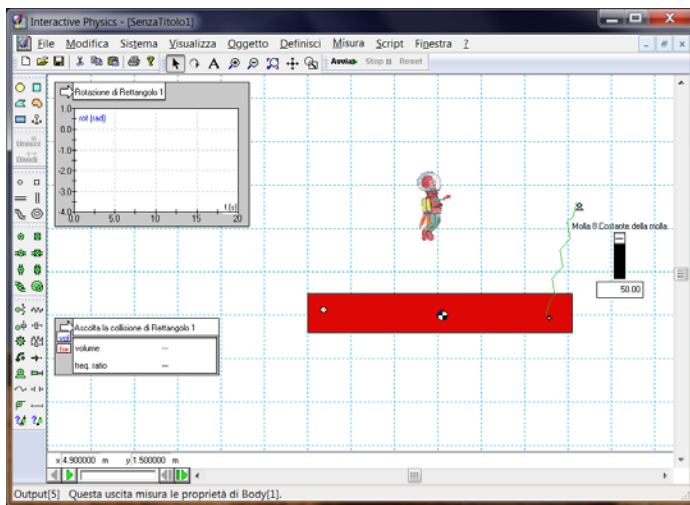 Interactive Physics - [SenzaTitolo1]
File Modifica Sistema Visualizza Oggetto Definisci Misura Script Finestra ?
Avvia Stop Reset
Rotazione di Rettangolo 1
rot (rad)
1.0
0.0
-1.0
-2.0
-3.0
-4.0
0.0 5.0 10 15 20
t (s)
Unisci
Dividi
Molla 8:Costante della molla
50.00
Ascolta la collisione di Rettangolo 1
vol
fre
volume ---
freq. ratio ---
x 4.900000 m y 1.500000 m
Output[5] Questa uscita misura le proprietà di Body[1].